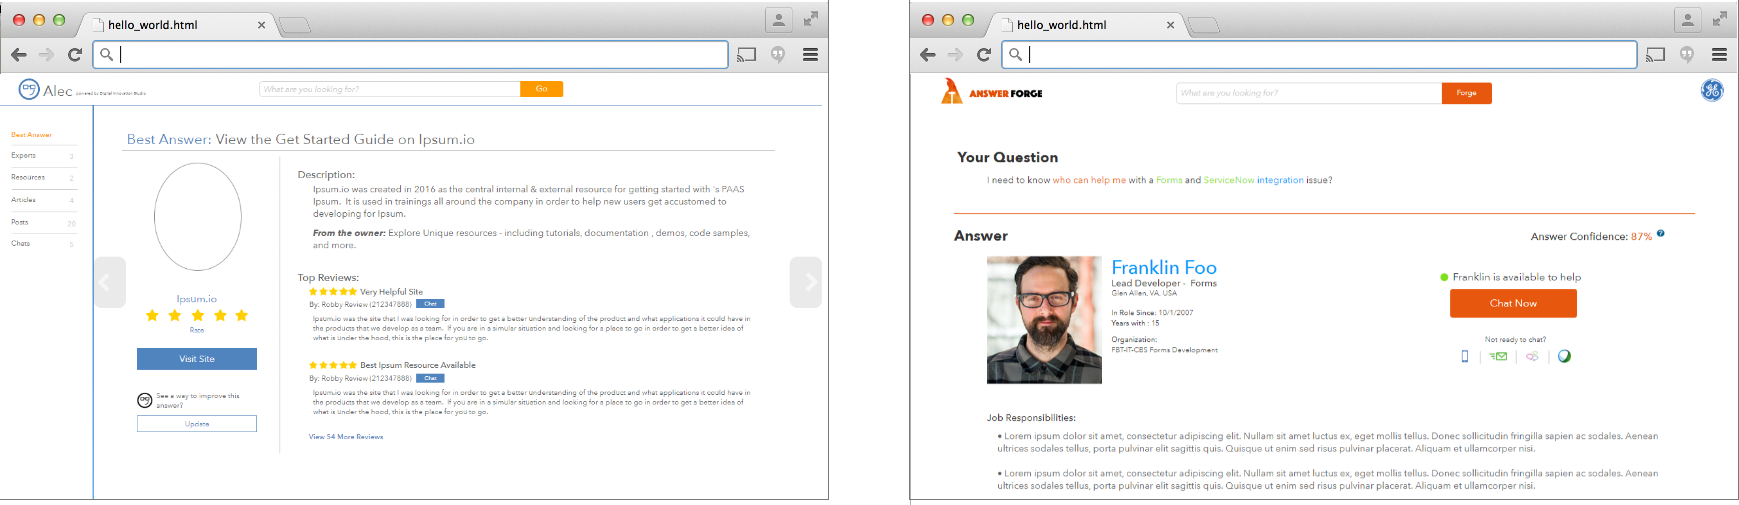 hello_world.html
Alec powered by Digital Innovation Studio
What are you looking for?
Go
Best Answer
Experts 3
Resources 2
Articles 4
Posts 20
Chats 5
Best Answer: View the Get Started Guide on Ipsum.io
Ipsum.io
Rate
Visit Site
See a way to improve this
answer?
Update
Description:
Ipsum.io was created in 2016 as the central internal & external resource for getting started with 's PAAS
Ipsum. It is used in trainings all around the company in order to help new users get accustomed to
developing for Ipsum.
From the owner: Explore Unique resources - including tutorials, documentation , demos, code samples,
and more.
Top Reviews:
Very Helpful Site
By: Robby Review (212347888) Chat
Ipsum.io was the site that I was looking for in order to get a better understanding of the product and what applications it could have in
the products that we develop as a team. If you are in a simular situation and looking for a place to go in order to get a better idea of
what is under the hood, this is the place for you to go.
Best Ipsum Resource Available
By: Robby Review (212347888) Chat
Ipsum.io was the site that I was looking for in order to get a better understanding of the product and what applications it could have in
the products that we develop as a team. If you are in a simular situation and looking for a place to go in order to get a better idea of
what is under the hood, this is the place for you to go.
View 54 More Reviews
hello_world.html
ANSWER FORGE
What are you looking for?
Forge
GE
Your Question
I need to know who can help me with a Forms and ServiceNow integration issue?
Answer
Answer Confidence: 87% ?
Franklin Foo
Lead Developer - Forms
Glen Allen, VA. USA
In Role Since: 10/1/2007
Years with : 15
Organization:
FBT-IT-CBS Forms Development
Franklin is available to help
Chat Now
Not ready to chat?
Job Responsibilities:
• Lorem ipsum dolor sit amet, consectetur adipiscing elit. Nullam sit amet luctus ex, eget mollis tellus. Donec sollicitudin fringilla sapien ac sodales. Aenean
ultrices sodales tellus, porta pulvinar elit sagittis quis. Quisque ut enim sed risus pulvinar placerat. Aliquam et ullamcorper nisi.
• Lorem ipsum dolor sit amet, consectetur adipiscing elit. Nullam sit amet luctus ex, eget mollis tellus. Donec sollicitudin fringilla sapien ac sodales. Aenean
ultrices sodales tellus, porta pulvinar elit sagittis quis. Quisque ut enim sed risus pulvinar placerat. Aliquam et ullamcorper nisi.